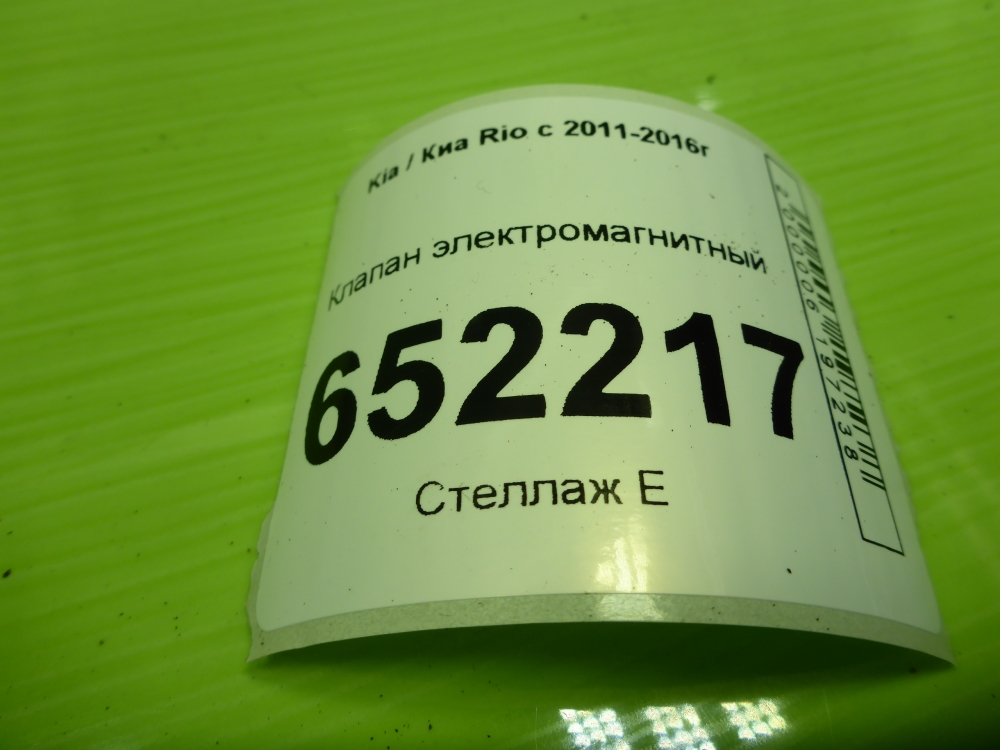 Kia / Киа Rio с 2011-2016г
Клапан электромагнитный
652217
Стеллаж Е
2000006197238